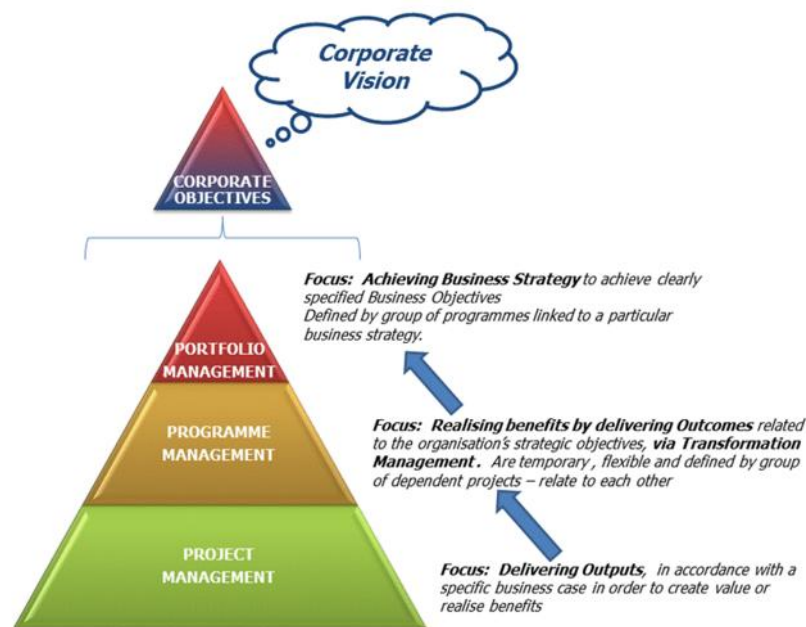 Corporate
Vision
CORPORATE
OBJECTIVES
Focus: Achieving Business Strategy to achieve clearly
specified Business Objectives
Defined by group of programmes linked to a particular
business strategy.
PORTFOLIO
MANAGEMENT
Focus: Realising benefits by delivering Outcomes related
to the organisation's strategic objectives, via Transformation
Management . Are temporary , flexible and defined by group
of dependent projects – relate to each other
PROGRAMME
MANAGEMENT
Focus: Delivering Outputs, in accordance with a
specific business case in order to create value or
realise benefits
PROJECT
MANAGEMENT